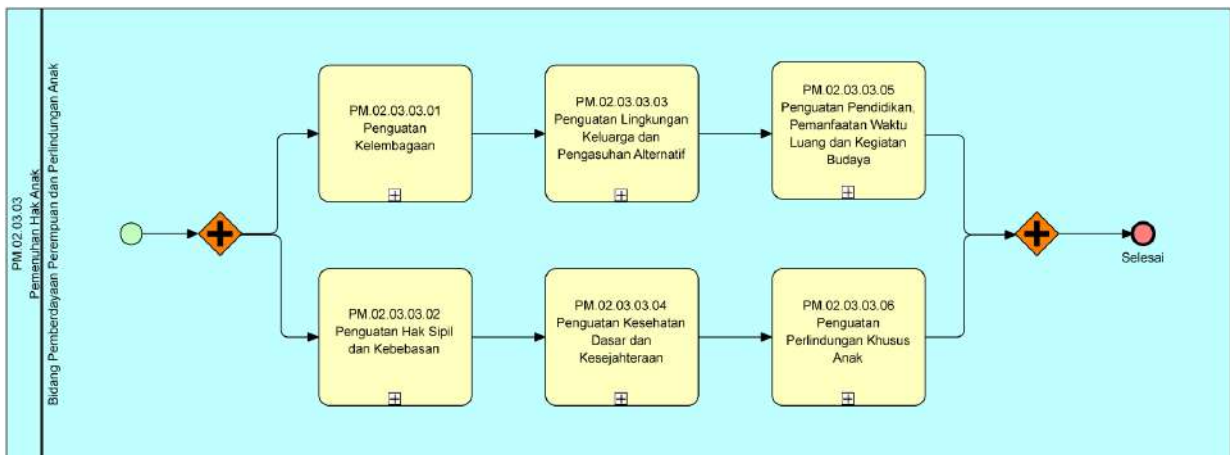 PM.02.03.03
Pemenuhan Hak Anak
Bidang Pemberdayaan Perempuan dan Perlindungan Anak
PM.02.03.03.01
Penguatan
Kelembagaan
PM.02.03.03.03
Penguatan Lingkungan
Keluarga dan
Pengasuhan Alternatif
PM.02.03.03.05
Penguatan Pendidikan,
Pemanfaatan Waktu
Luang dan Kegiatan
Budaya
Selesai
PM.02.03.03.02
Penguatan Hak Sipil
dan Kebebasan
PM.02.03.03.04
Penguatan Kesehatan
Dasar dan
Kesejahteraan
PM.02.03.03.06
Penguatan
Perlindungan Khusus
Anak